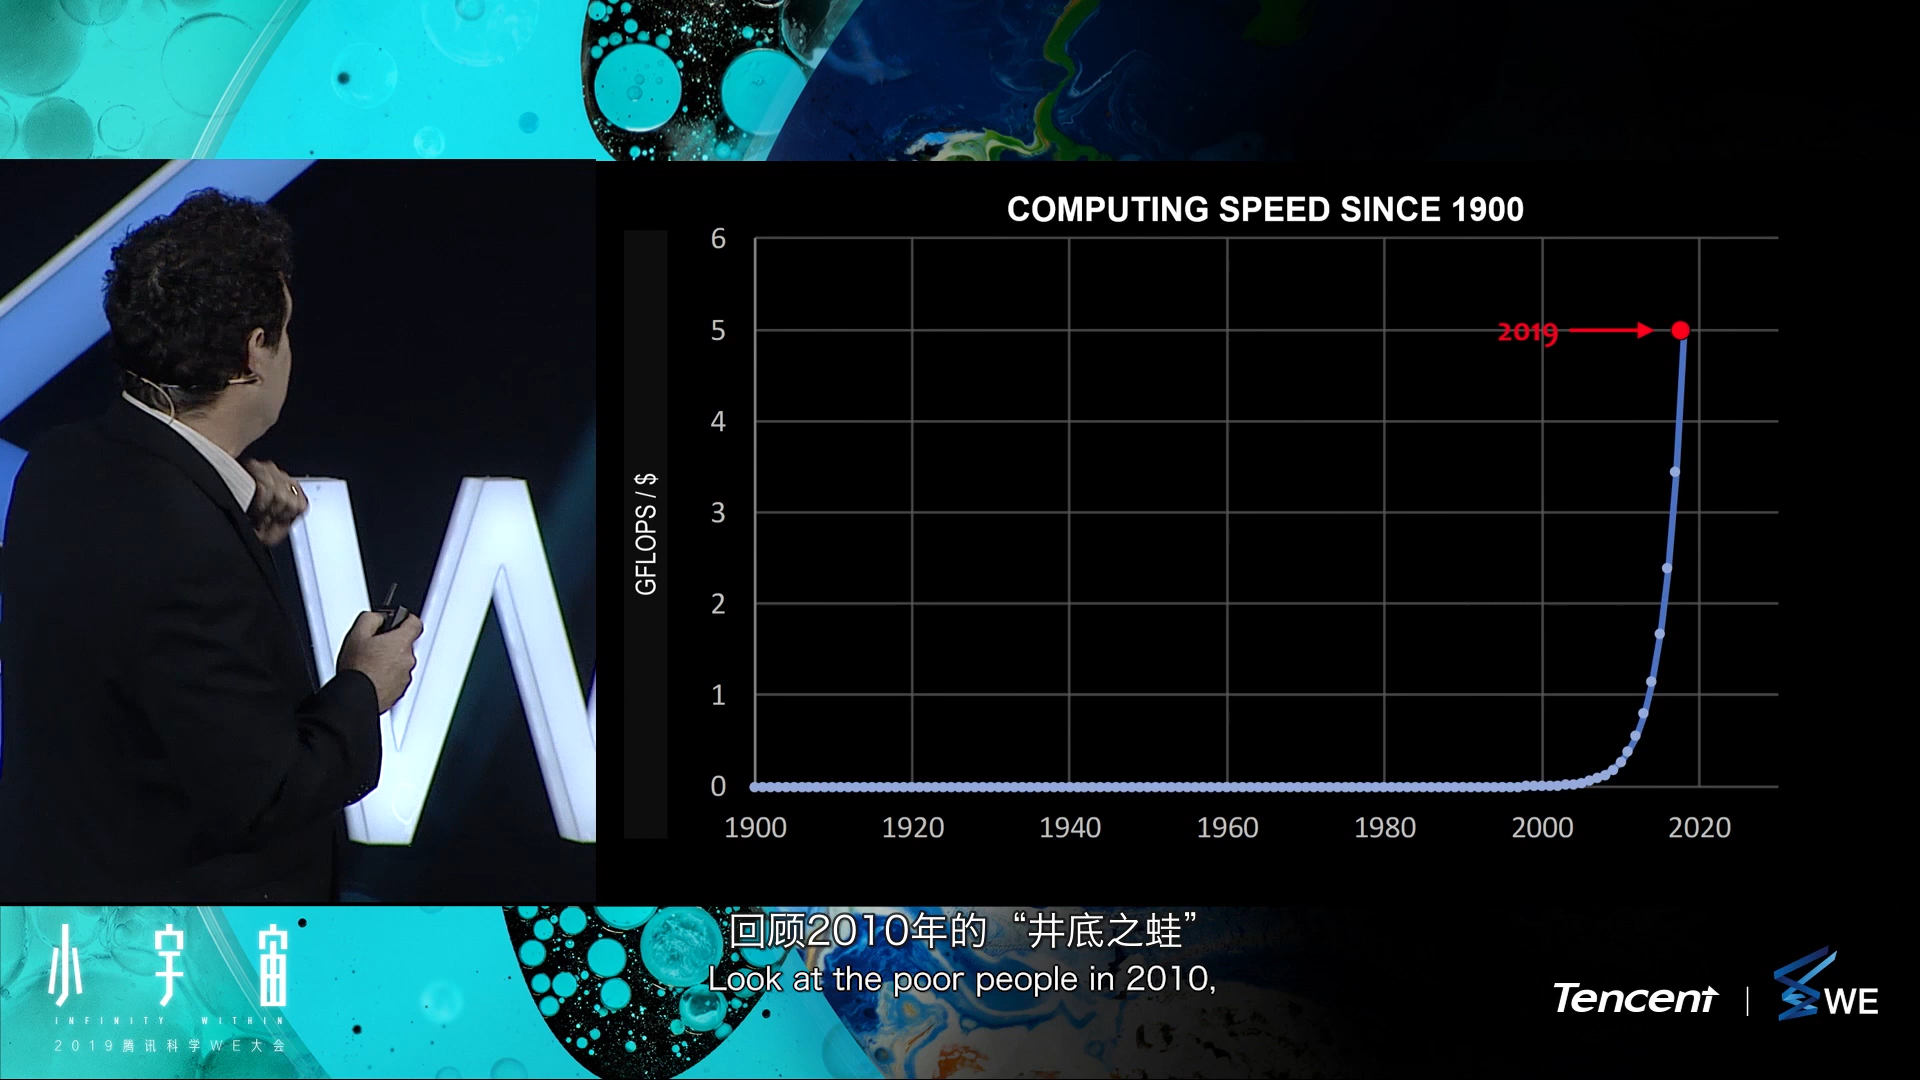 COMPUTING SPEED SINCE 1900
6
5
4
3
2
1
0
GFLOPS / $
2019
1900 1920 1940 1960 1980 2000 2020
W
回顾2010年的“井底之蛙”
Look at the poor people in 2010,
小宇宙
INFINITY WITHIN
2019腾讯科学WE大会
Tencent | WE